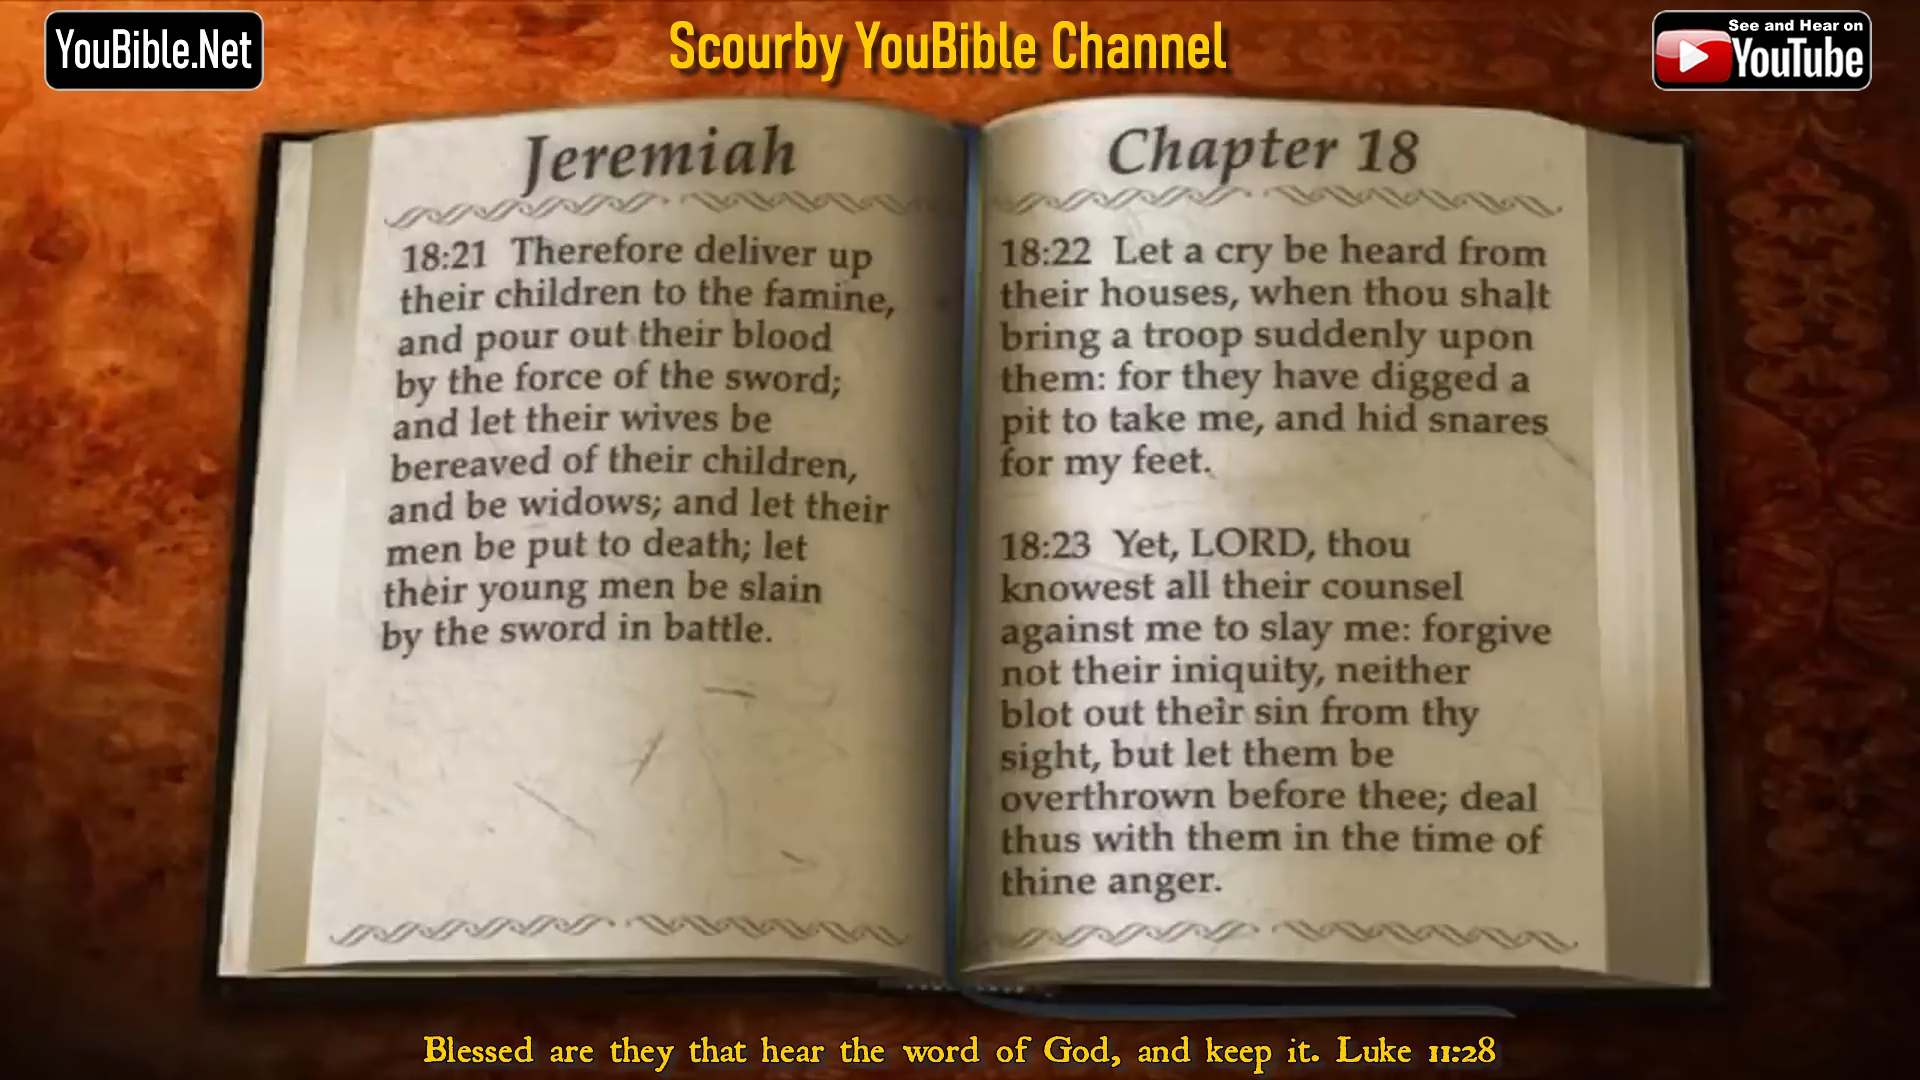 YouBible.Net
Scourby YouBible Channel
See and Hear on
YouTube
Jeremiah
18:21 Therefore deliver up
their children to the famine,
and pour out their blood
by the force of the sword;
and let their wives be
bereaved of their children,
and be widows; and let their
men be put to death; let
their young men be slain
by the sword in battle.
Chapter 18
18:22 Let a cry be heard from
their houses, when thou shalt
bring a troop suddenly upon
them: for they have digged a
pit to take me, and hid snares
for my feet.
18:23 Yet, LORD, thou
knowest all their counsel
against me to slay me: forgive
not their iniquity, neither
blot out their sin from thy
sight, but let them be
overthrown before thee; deal
thus with them in the time of
thine anger.
Blessed are they that hear the word of God, and keep it. Luke 11:28